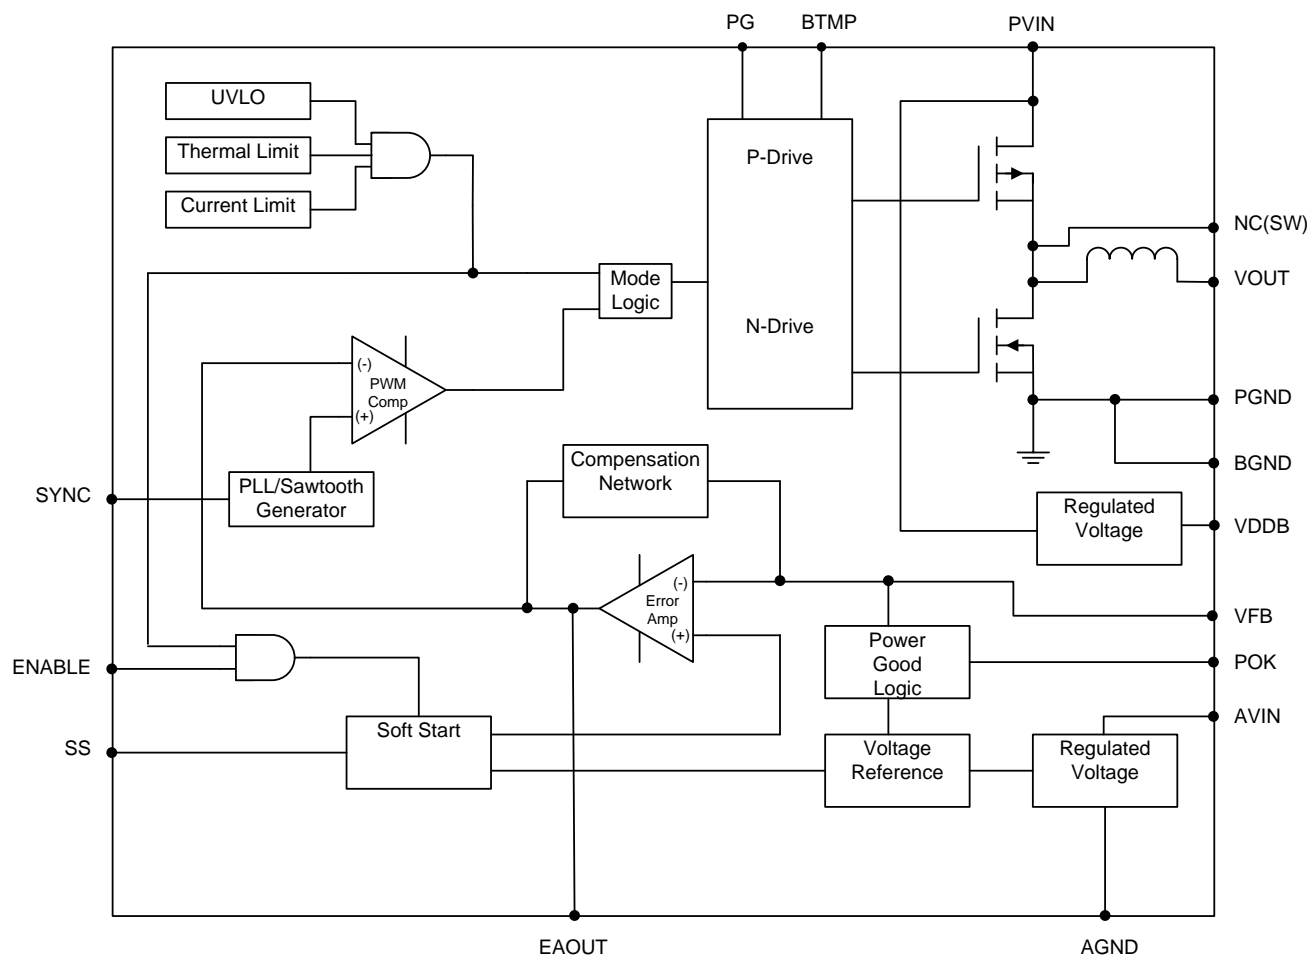 PG
BTMP
PVIN
UVLO
Thermal Limit
Current Limit
P-Drive
N-Drive
NC(SW)
VOUT
Mode
Logic
(-)
PWM
Comp
(+)
PGND
BGND
SYNC
PLL/Sawtooth
Generator
Compensation
Network
Regulated
Voltage
VDDB
(-)
Error
Amp
(+)
VFB
Power
Good
Logic
POK
ENABLE
AVIN
SS
Soft Start
Voltage
Reference
Regulated
Voltage
EAOUT
AGND